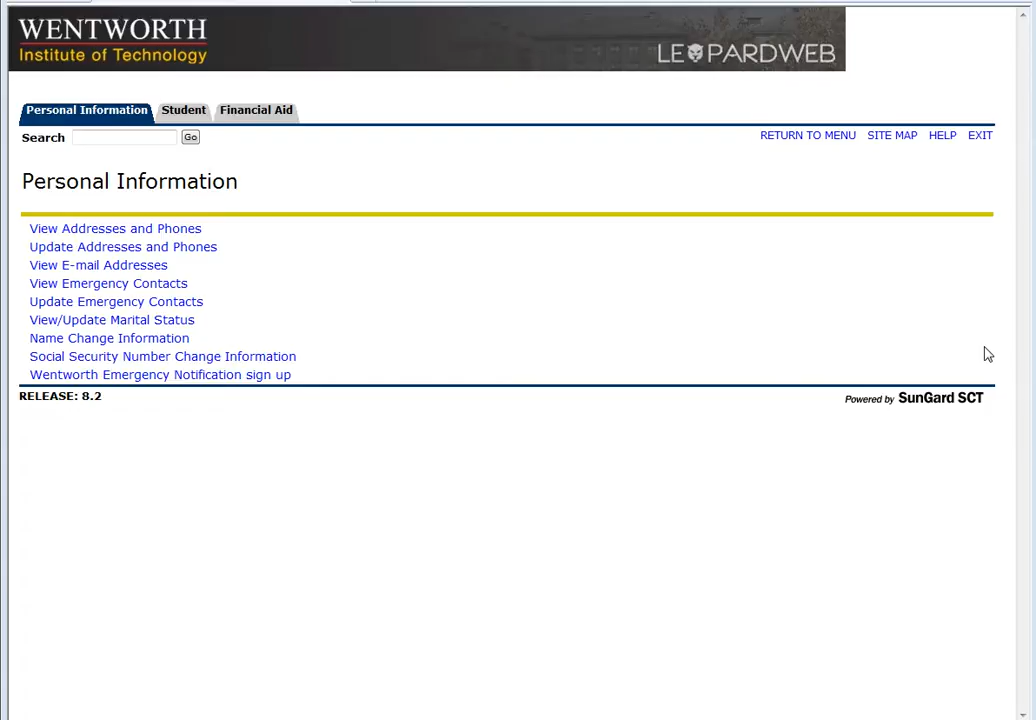 WENTWORTH
Institute of Technology
LEOPARDWEB
Personal Information Student Financial Aid
Search Go RETURN TO MENU SITE MAP HELP EXIT
Personal Information
View Addresses and Phones
Update Addresses and Phones
View E-mail Addresses
View Emergency Contacts
Update Emergency Contacts
View/Update Marital Status
Name Change Information
Social Security Number Change Information
Wentworth Emergency Notification sign up
RELEASE: 8.2 Powered by SunGard SCT